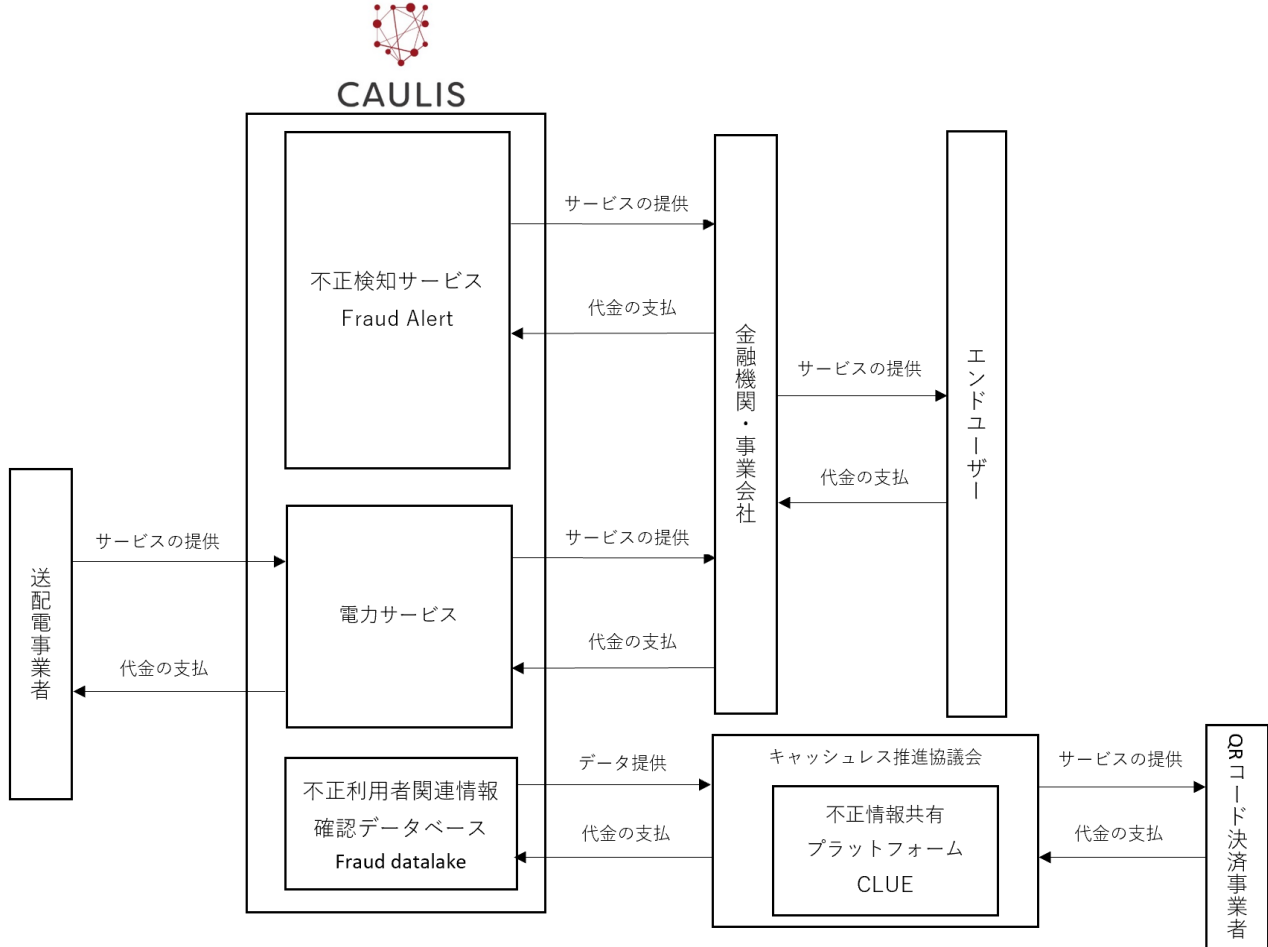 CAULIS
不正検知サービス
Fraud Alert
サービスの提供
代金の支払
金融機関・事業会社
サービスの提供
代金の支払
エンドユーザー
送配電事業者
サービスの提供
代金の支払
電力サービス
サービスの提供
代金の支払
不正利用者関連情報
確認データベース
Fraud datalake
データ提供
代金の支払
キャッシュレス推進協議会
不正情報共有
プラットフォーム
CLUE
サービスの提供
代金の支払
QRコード決済事業者